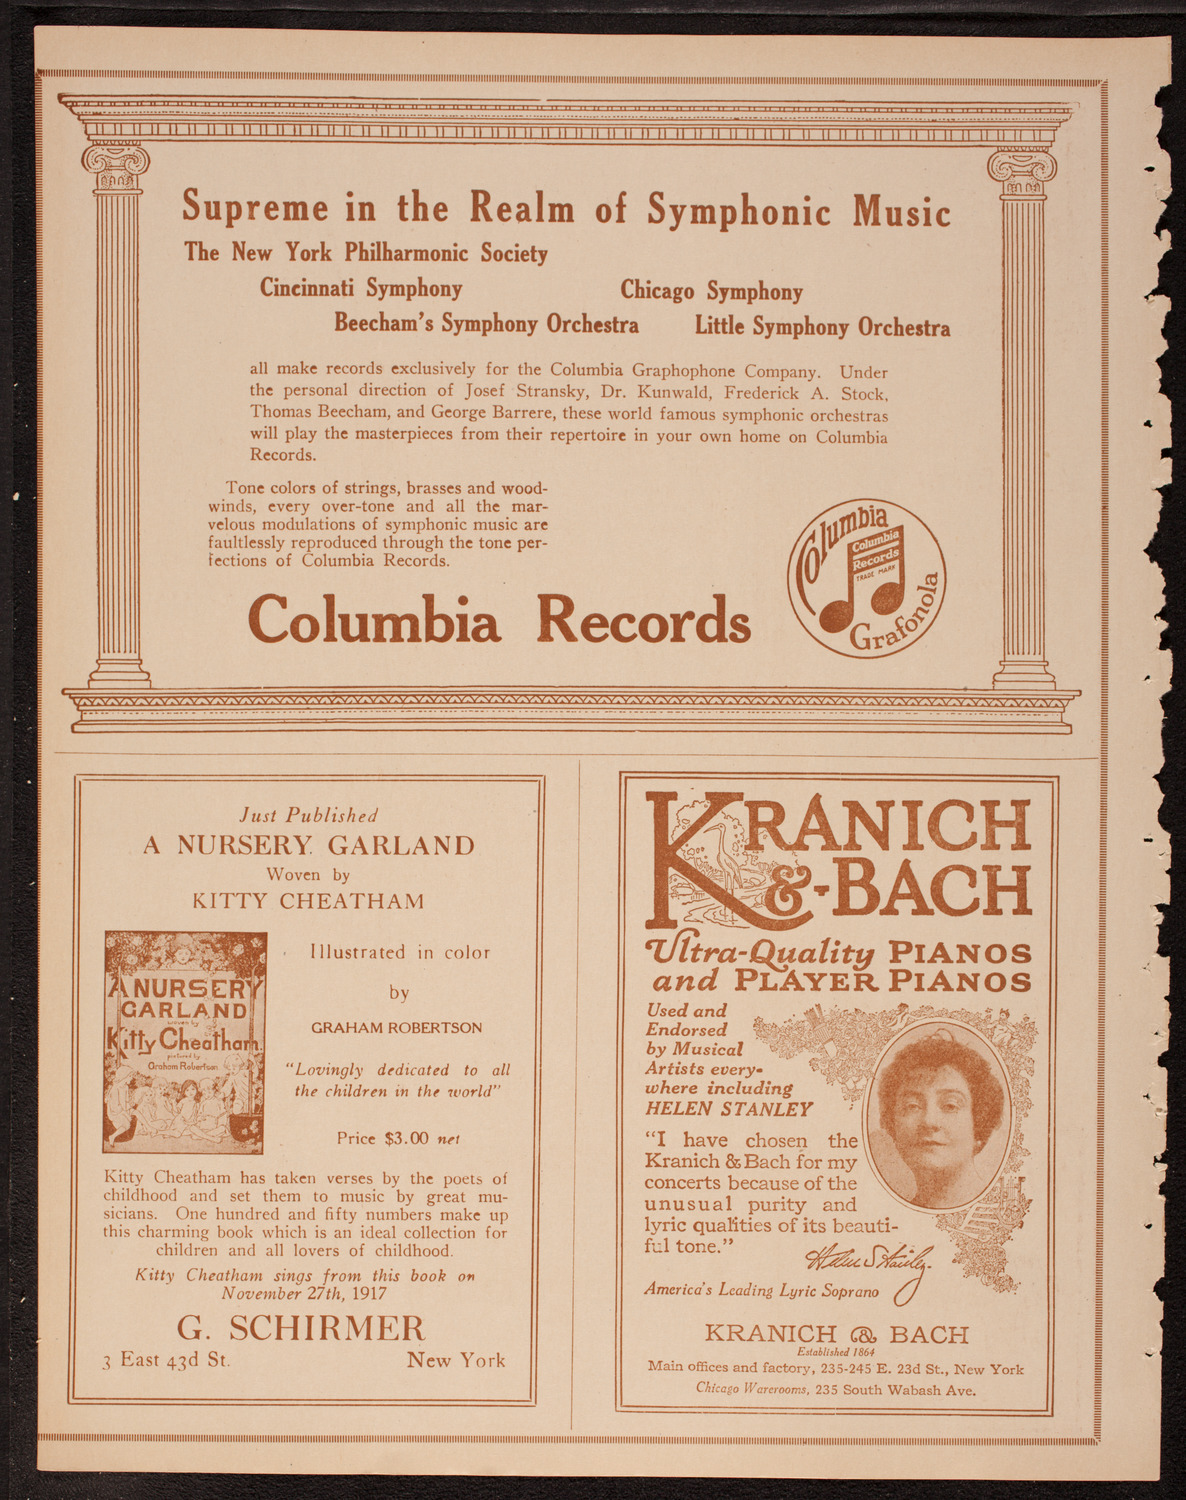 Supreme in the Realm of Symphonic Music
The New York Philharmonic Society
Cincinnati Symphony Chicago Symphony
Beecham's Symphony Orchestra Little Symphony Orchestra
all make records exclusively for the Columbia Graphophone Company. Under
the personal direction of Josef Stransky, Dr. Kunwald, Frederick A. Stock,
Thomas Beecham, and George Barrere, these world famous symphonic orchestras
will play the masterpieces from their repertoire in your own home on Columbia
Records.
Tone colors of strings, brasses and wood-
winds, every over-tone and all the mar-
velous modulations of symphonic music are
faultlessly reproduced through the tone per-
fections of Columbia Records.
Columbia Records
Columbia
Columbia
Records
TRADE MARK
Grafonola
Just Published
A NURSERY GARLAND
Woven by
KITTY CHEATHAM
A NURSERY
GARLAND
woven by
Kitty Cheatham
pictured by
Graham Robertson
Illustrated in color
by
GRAHAM ROBERTSON
"Lovingly dedicated to all
the children in the world"
Price $3.00 net
Kitty Cheatham has taken verses by the poets of
childhood and set them to music by great mu-
sicians. One hundred and fifty numbers make up
this charming book which is an ideal collection for
children and all lovers of childhood.
Kitty Cheatham sings from this book on
November 27th, 1917
G. SCHIRMER
3 East 43d St. New York
KRANICH
&-BACH
Ultra-Quality PIANOS
and PLAYER PIANOS
Used and
Endorsed
by Musical
Artists every-
where including
HELEN STANLEY
"I have chosen the
Kranich & Bach for my
concerts because of the
unusual purity and
lyric qualities of its beauti-
ful tone."
Helen Stanley.
America's Leading Lyric Soprano
KRANICH & BACH
Established 1864
Main offices and factory, 235-245 E. 23d St., New York
Chicago Warerooms, 235 South Wabash Ave.